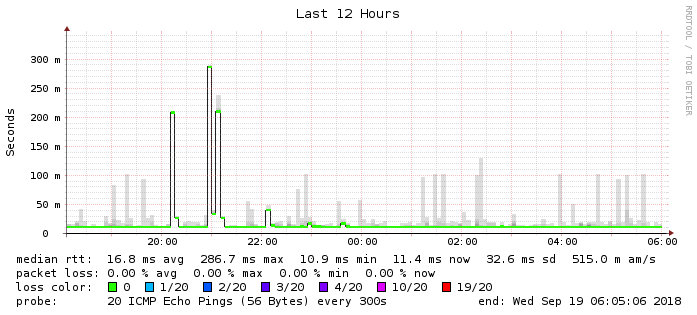 Last 12 Hours
RRDTOOL / TOBI OETIKER
Seconds
300 m
250 m
200 m
150 m
100 m
50 m
0
20:00 22:00 00:00 02:00 04:00 06:00
median rtt: 16.8 ms avg 286.7 ms max 10.9 ms min 11.4 ms now 32.6 ms sd 515.0 m am/s
packet loss: 0.00 % avg 0.00 % max 0.00 % min 0.00 % now
loss color: 0 1/20 2/20 3/20 4/20 10/20 19/20
probe: 20 ICMP Echo Pings (56 Bytes) every 300s end: Wed Sep 19 06:05:06 2018